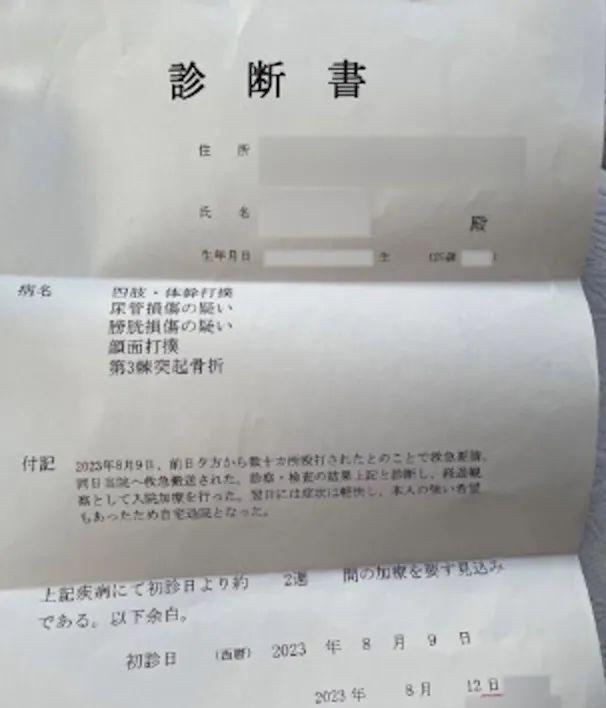 診断書
住所
氏名 殿
生年月日 生 (25歳 )
病名 四肢・体幹打撲
尿管損傷の疑い
膀胱損傷の疑い
顔面打撲
第3棘突起骨折
付記 2023年8月9日、前日夕方から数十カ所殴打されたとのことで救急要請、
同日当院へ救急搬送された。診察・検査の結果上記と診断し、経過観
察として入院加療を行った。翌日には症状は軽快し、本人の強い希望
もあったため自宅退院となった。
上記疾病にて初診日より約 2週 間の加療を要す見込み
である。以下余白。
初診日 (西暦) 2023 年 8 月 9 日
2023 年 8月 12日